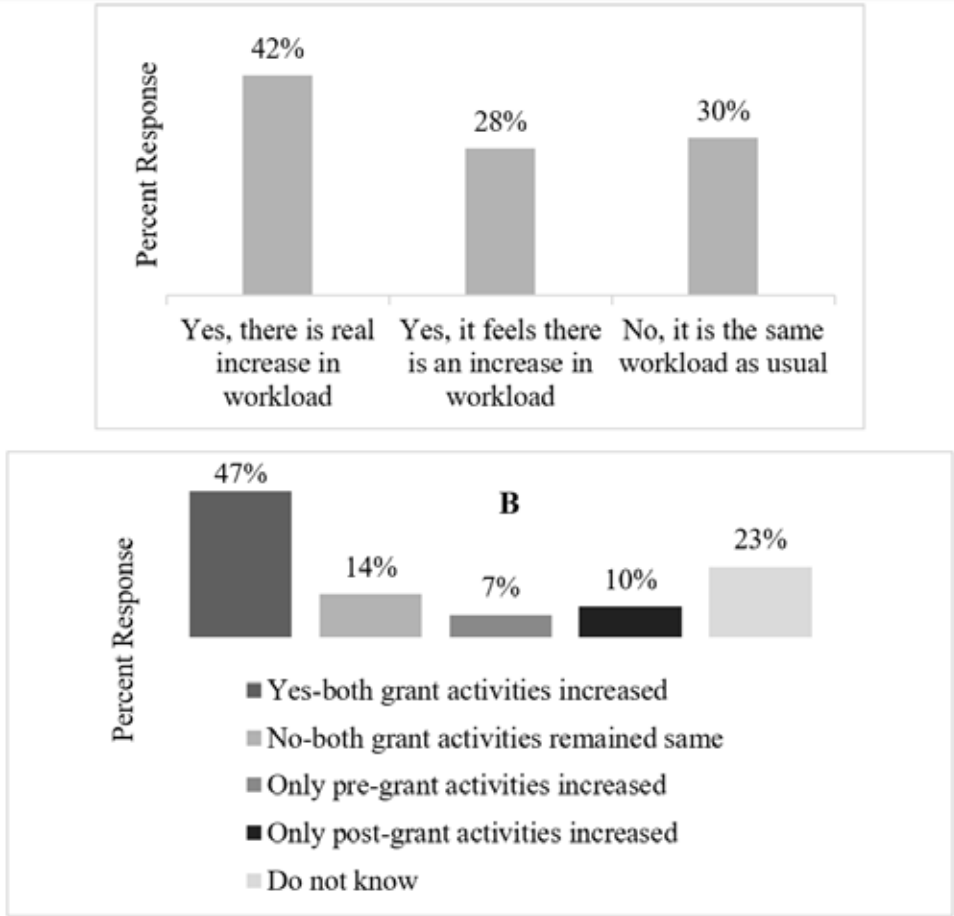 42%
28%
30%
Percent Response
Yes, there is real
increase in
workload
Yes, it feels there
is an increase in
workload
No, it is the same
workload as usual
47%
B
14%
7%
10%
23%
Percent Response
Yes-both grant activities increased
No-both grant activities remained same
Only pre-grant activities increased
Only post-grant activities increased
Do not know